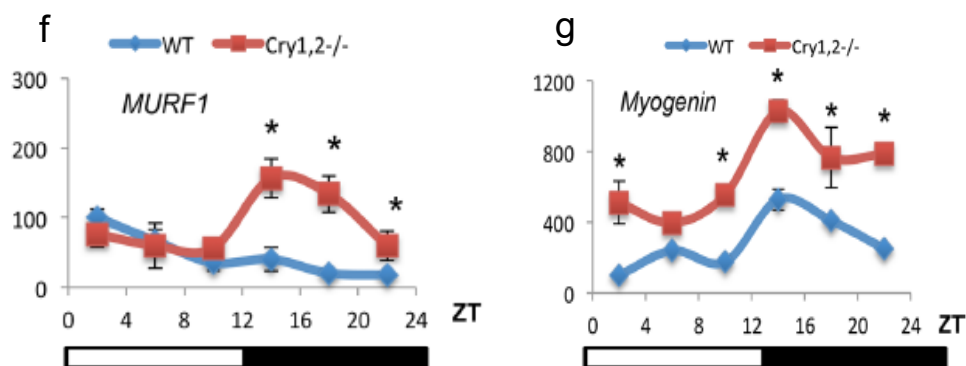 f
WT Cry1,2-/-
MURF1
300
200
100
0
* * *
0 4 8 12 16 20 24 ZT
g
WT Cry1,2-/-
Myogenin
1200
800
400
0
* * * * *
0 4 8 12 16 20 24 ZT